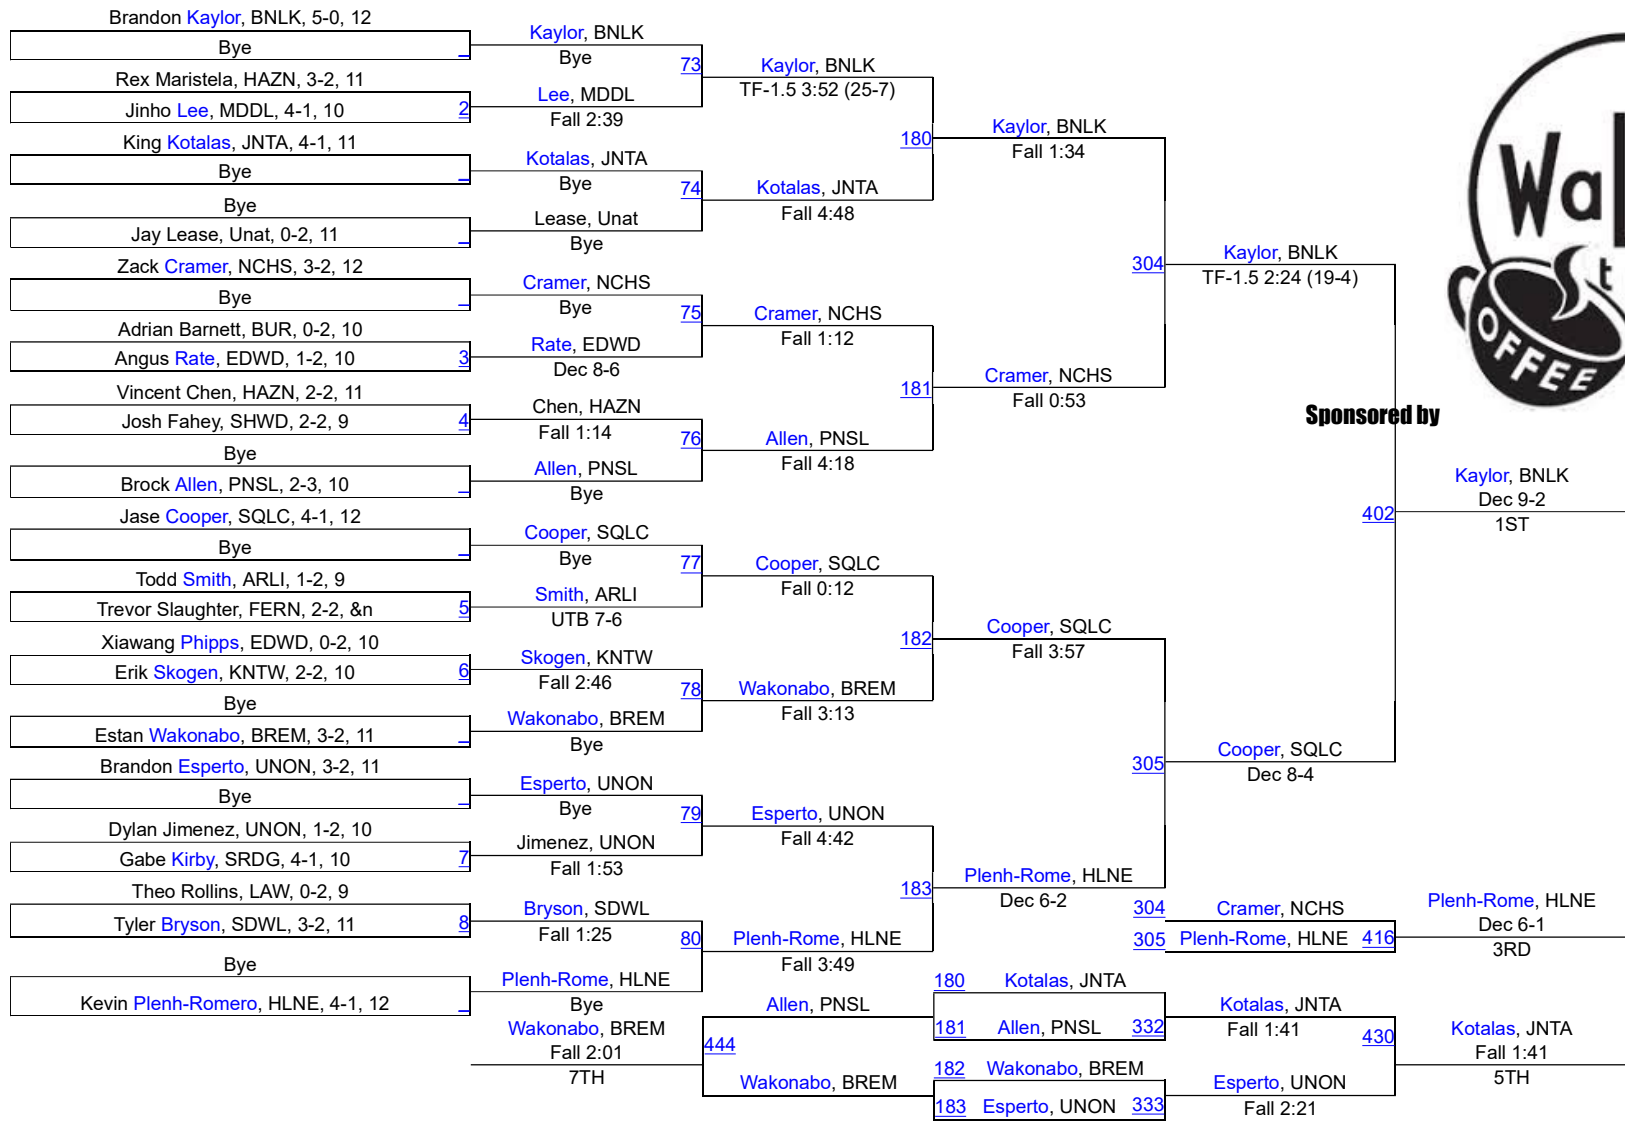 Brandon Kaylor, BNLK, 5-0, 12
Bye
Rex Maristela, HAZN, 3-2, 11
Jinho Lee, MDDL, 4-1, 10
2
King Kotalas, JNTA, 4-1, 11
Bye
Bye
Jay Lease, Unat, 0-2, 11
Zack Cramer, NCHS, 3-2, 12
Bye
Adrian Barnett, BUR, 0-2, 10
Angus Rate, EDWD, 1-2, 10
3
Vincent Chen, HAZN, 2-2, 11
Josh Fahey, SHWD, 2-2, 9
4
Bye
Brock Allen, PNSL, 2-3, 10
Jase Cooper, SQLC, 4-1, 12
Bye
Todd Smith, ARLI, 1-2, 9
Trevor Slaughter, FERN, 2-2, &n
5
Xiawang Phipps, EDWD, 0-2, 10
Erik Skogen, KNTW, 2-2, 10
6
Bye
Estan Wakonabo, BREM, 3-2, 11
Brandon Esperto, UNON, 3-2, 11
Bye
Dylan Jimenez, UNON, 1-2, 10
Gabe Kirby, SRDG, 4-1, 10
7
Theo Rollins, LAW, 0-2, 9
Tyler Bryson, SDWL, 3-2, 11
8
Bye
Kevin Plenh-Romero, HLNE, 4-1, 12
Kaylor, BNLK
Bye
73
Lee, MDDL
Fall 2:39
Kotalas, JNTA
Bye
74
Lease, Unat
Bye
Cramer, NCHS
Bye
75
Rate, EDWD
Dec 8-6
Chen, HAZN
Fall 1:14
76
Allen, PNSL
Bye
Cooper, SQLC
Bye
77
Smith, ARLI
UTB 7-6
Skogen, KNTW
Fall 2:46
78
Wakonabo, BREM
Bye
Esperto, UNON
Bye
79
Jimenez, UNON
Fall 1:53
Bryson, SDWL
Fall 1:25
80
Plenh-Rome, HLNE
Bye
Wakonabo, BREM
Fall 2:01
7TH
Kaylor, BNLK
TF-1.5 3:52 (25-7)
180
Kotalas, JNTA
Fall 4:48
Cramer, NCHS
Fall 1:12
181
Allen, PNSL
Fall 4:18
Cooper, SQLC
Fall 0:12
182
Wakonabo, BREM
Fall 3:13
Esperto, UNON
Fall 4:42
183
Plenh-Rome, HLNE
Fall 3:49
Allen, PNSL
444
Wakonabo, BREM
Kaylor, BNLK
Fall 1:34
304
Cramer, NCHS
Fall 0:53
Cooper, SQLC
Fall 3:57
305
Plenh-Rome, HLNE
Dec 6-2
180 Kotalas, JNTA
181 Allen, PNSL 332
182 Wakonabo, BREM
183 Esperto, UNON 333
Kaylor, BNLK
TF-1.5 2:24 (19-4)
402
Cooper, SQLC
Dec 8-4
304 Cramer, NCHS
305 Plenh-Rome, HLNE 416
Kotalas, JNTA
Fall 1:41
430
Esperto, UNON
Fall 2:21
Sponsored by
Kaylor, BNLK
Dec 9-2
1ST
Plenh-Rome, HLNE
Dec 6-1
3RD
Kotalas, JNTA
Fall 1:41
5TH
COFFEE